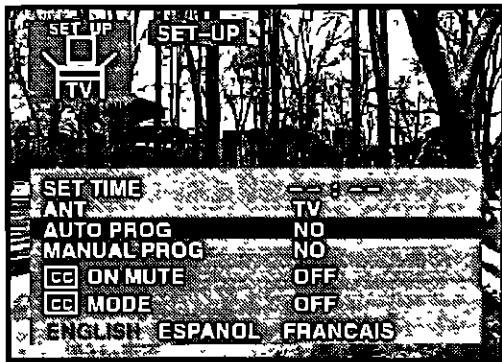 SET UP
SET-UP
TV
SET TIME -- : --
ANT TV
AUTO PROG NO
MANUAL PROG NO
CC ON MUTE OFF
CC MODE OFF
ENGLISH ESPANOL FRANCAIS